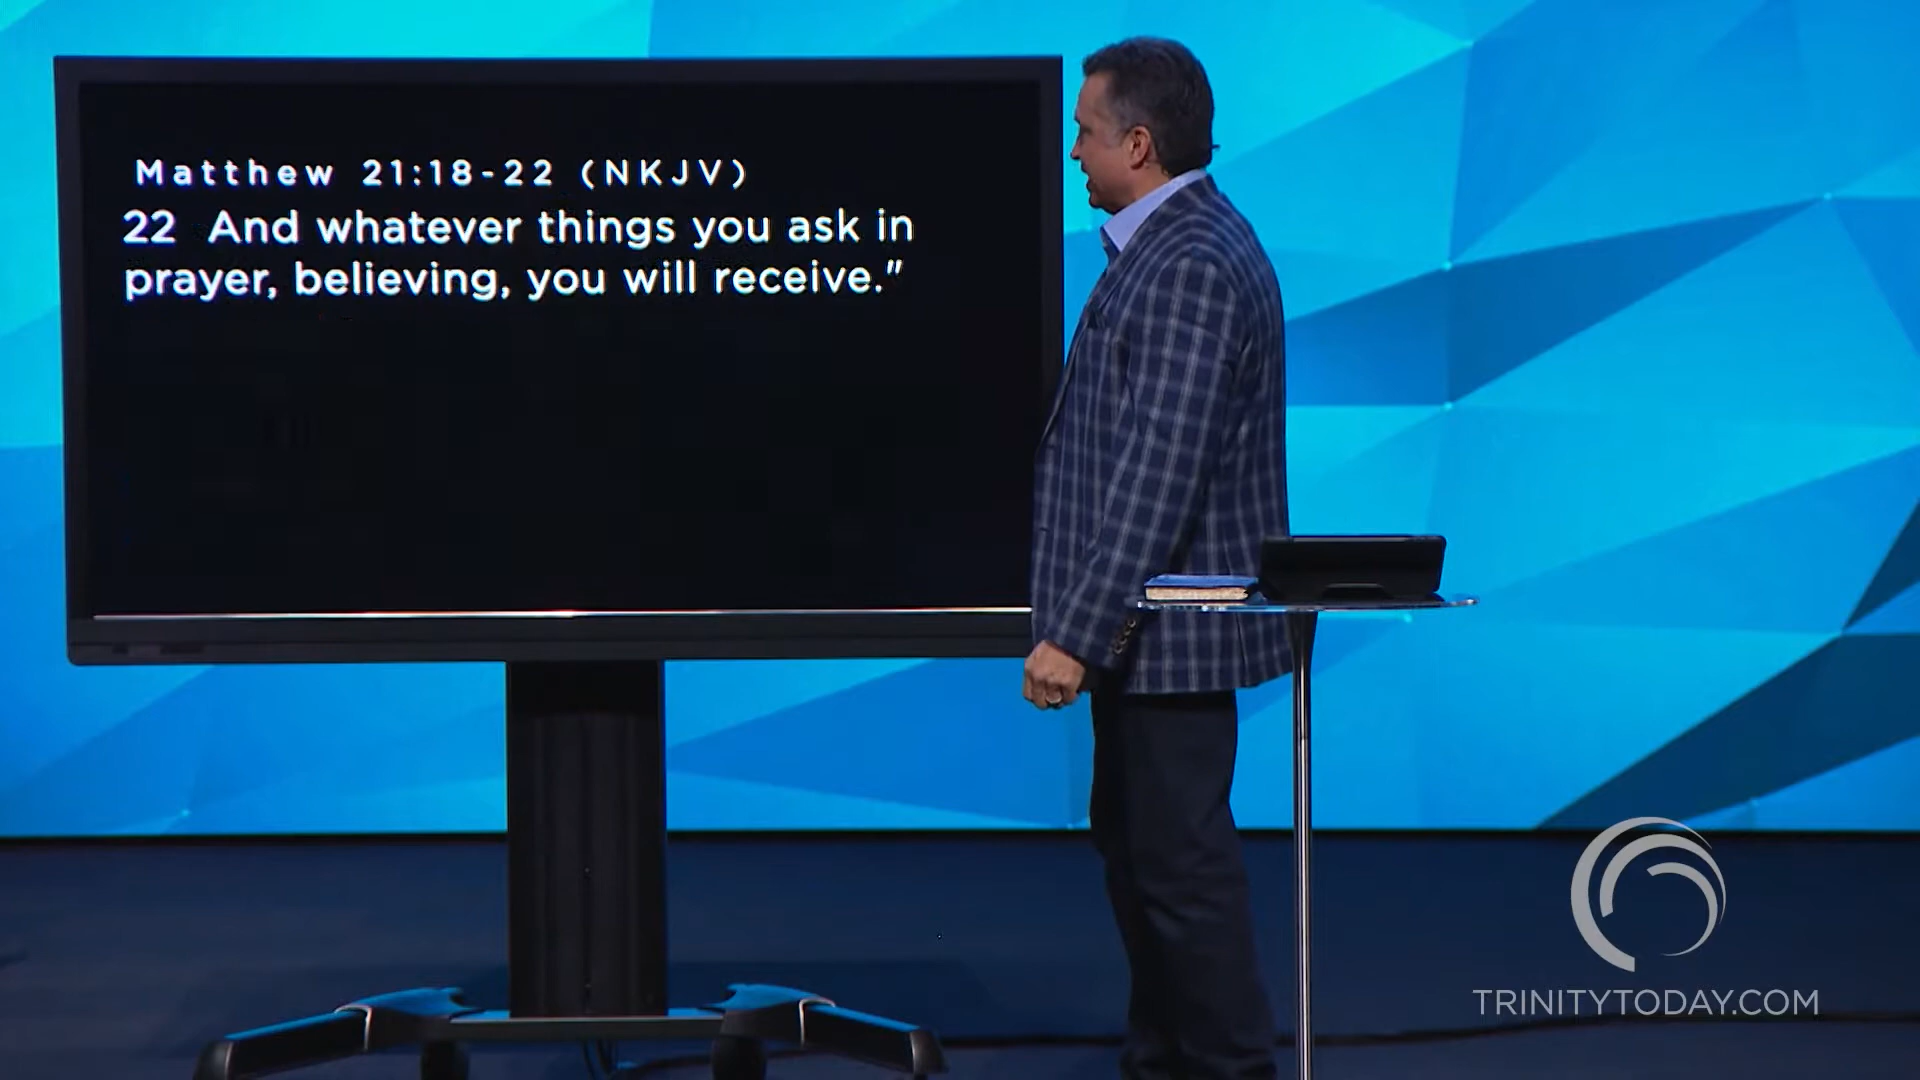 Matthew 21:18-22 (NKJV)
22 And whatever things you ask in
prayer, believing, you will receive."
TRINITYTODAY.COM